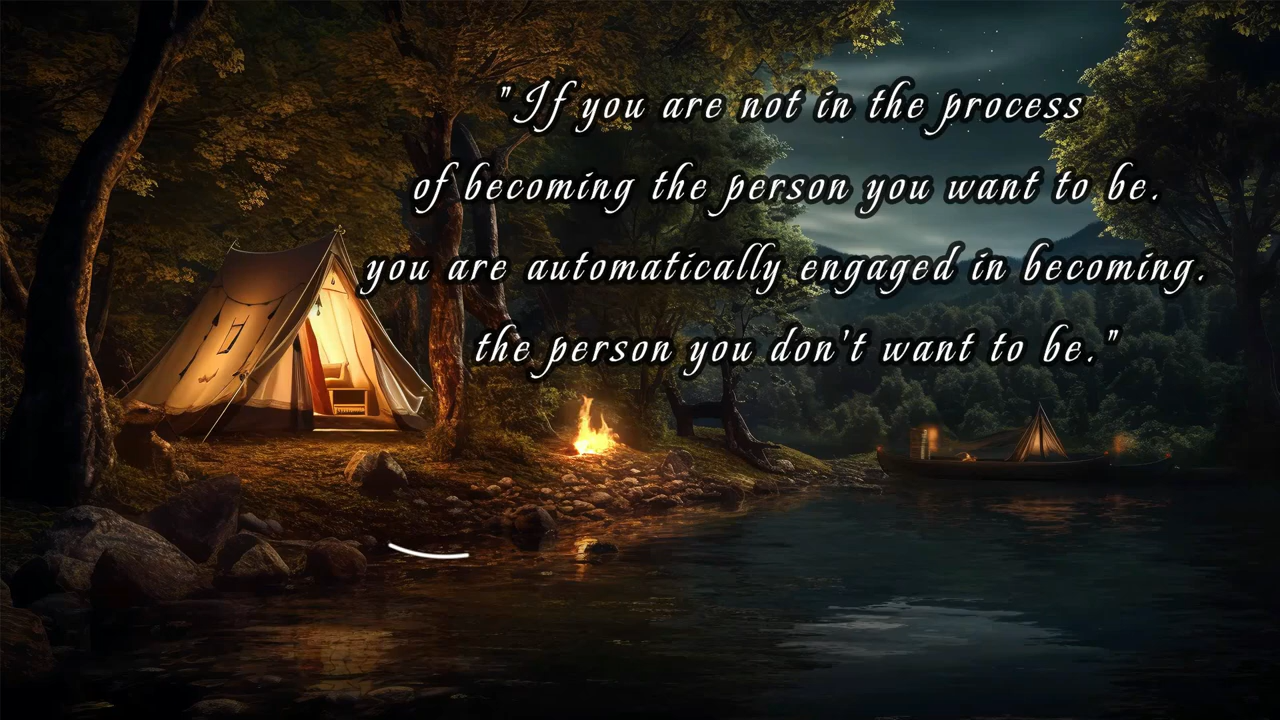 "If you are not in the process
of becoming the person you want to be.
you are automatically engaged in becoming.
the person you don't want to be."